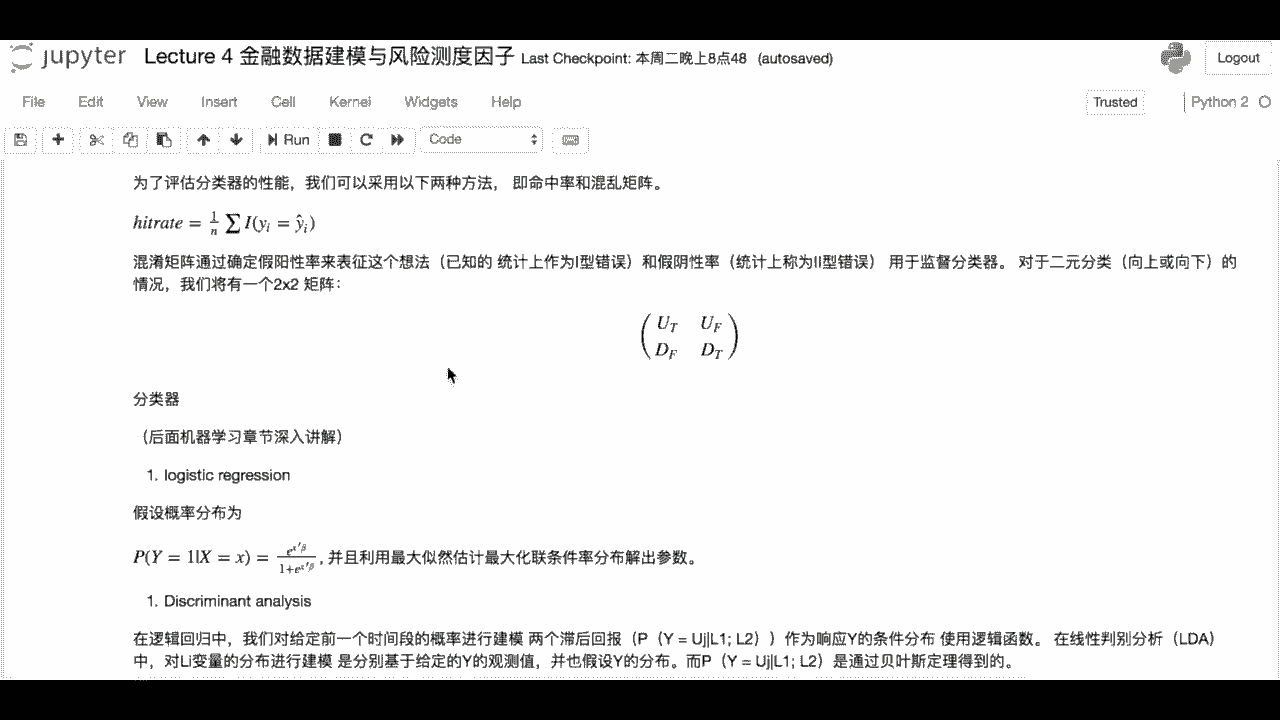 jupyter Lecture 4 金融数据建模与风险测度因子 Last Checkpoint: 本周二晚上8点48 (autosaved) Logout
File Edit View Insert Cell Kernel Widgets Help Trusted Python 2
Run Code
为了评估分类器的性能，我们可以采用以下两种方法， 即命中率和混乱矩阵。
hitrate = 1/n ∑ I(y_i = ŷ_i)
混淆矩阵通过确定假阳性率来表征这个想法（已知的 统计上作为I型错误）和假阴性率（统计上称为II型错误） 用于监督分类器。 对于二元分类（向上或向下）的
情况，我们将有一个2x2 矩阵：
U_T U_F
D_F D_T
分类器
（后面机器学习章节深入讲解）
1. logistic regression
假设概率分布为
P(Y = 1|X = x) = e^{x′β} / (1+e^{x′β}) , 并且利用最大似然估计最大化联条件率分布解出参数。
1. Discriminant analysis
在逻辑回归中，我们对给定前一个时间段的概率进行建模 两个滞后回报（P（Y = Uj|L1; L2））作为响应Y的条件分布 使用逻辑函数。 在线性判别分析（LDA）
中，对Li变量的分布进行建模 是分别基于给定的Y的观测值，并也假设Y的分布。而P（Y = Uj|L1; L2）是通过贝叶斯定理得到的。